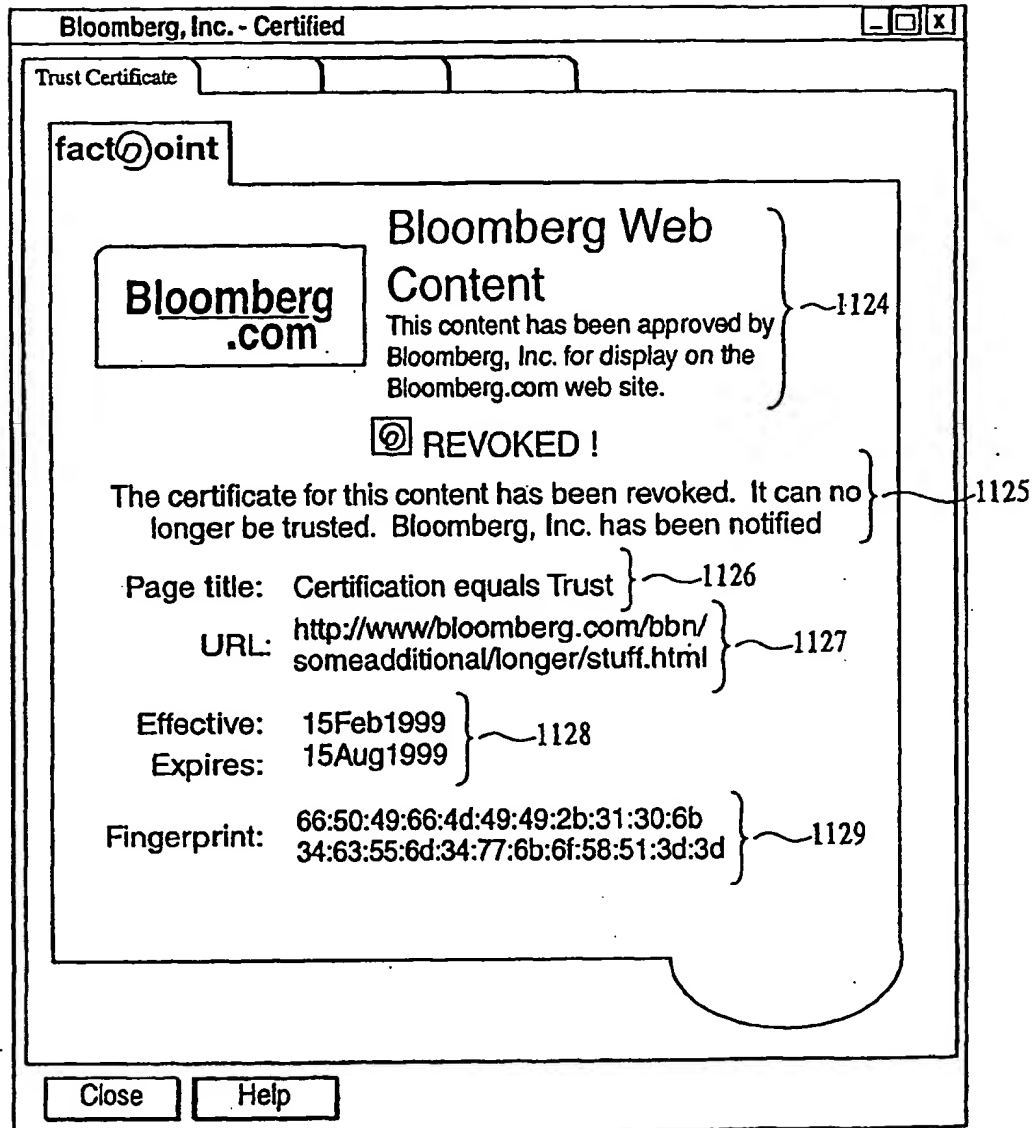 Bloomberg, Inc. - Certified
Trust Certificate
factpoint
Bloomberg
.com
Bloomberg Web
Content
This content has been approved by
Bloomberg, Inc. for display on the
Bloomberg.com web site.
1124
REVOKED !
The certificate for this content has been revoked. It can no
longer be trusted. Bloomberg, Inc. has been notified
1125
Page title: Certification equals Trust
1126
URL: http://www/bloomberg.com/bbn/
someadditional/longer/stuff.html
1127
Effective: 15Feb1999
Expires: 15Aug1999
1128
Fingerprint: 66:50:49:66:4d:49:49:2b:31:30:6b
34:63:55:6d:34:77:6b:6f:58:51:3d:3d
1129
Close Help